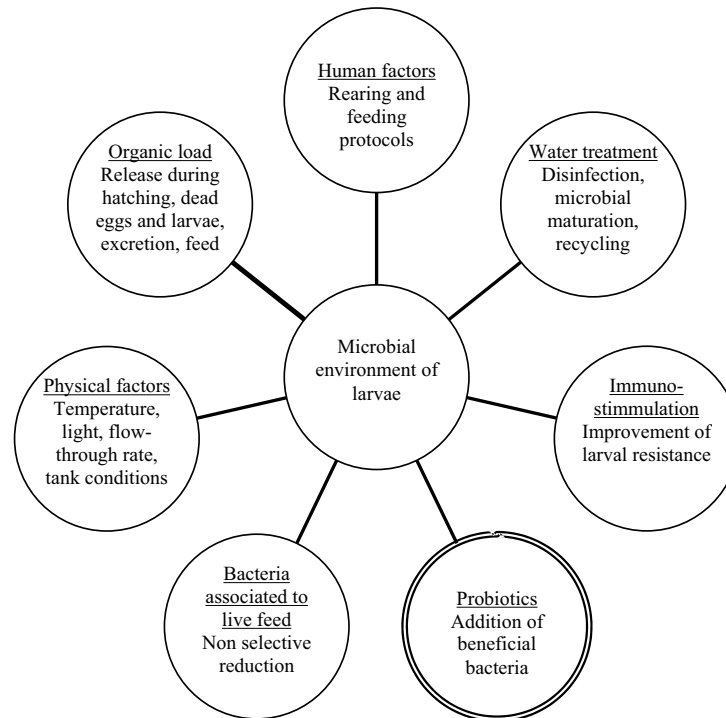 Human factors
Rearing and
feeding
protocols
Organic load
Release during
hatching, dead
eggs and larvae,
excretion, feed
Water treatment
Disinfection,
microbial
maturation,
recycling
Microbial
environment of
larvae
Physical factors
Temperature,
light, flow-
through rate,
tank conditions
Immuno-
stimmulation
Improvement of
larval resistance
Bacteria
associated to
live feed
Non selective
reduction
Probiotics
Addition of
beneficial
bacteria